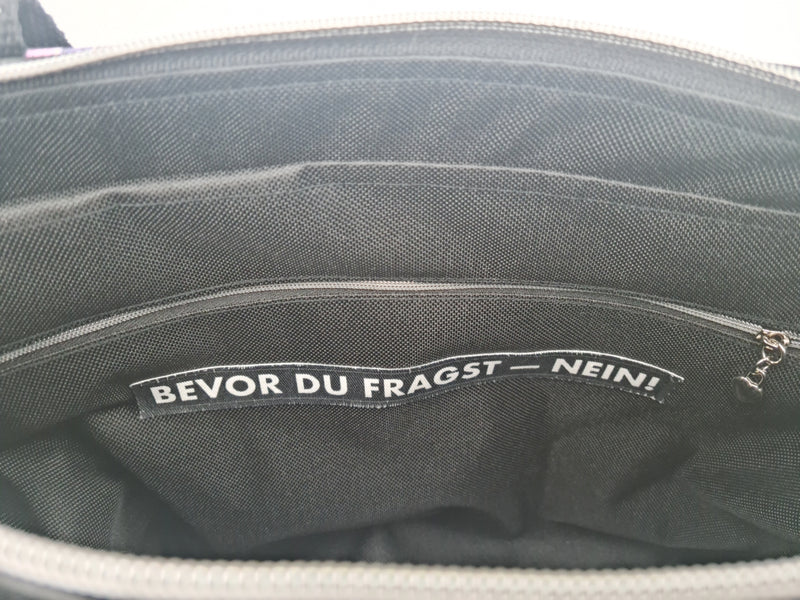 BEVOR DU FRAGST — NEIN!